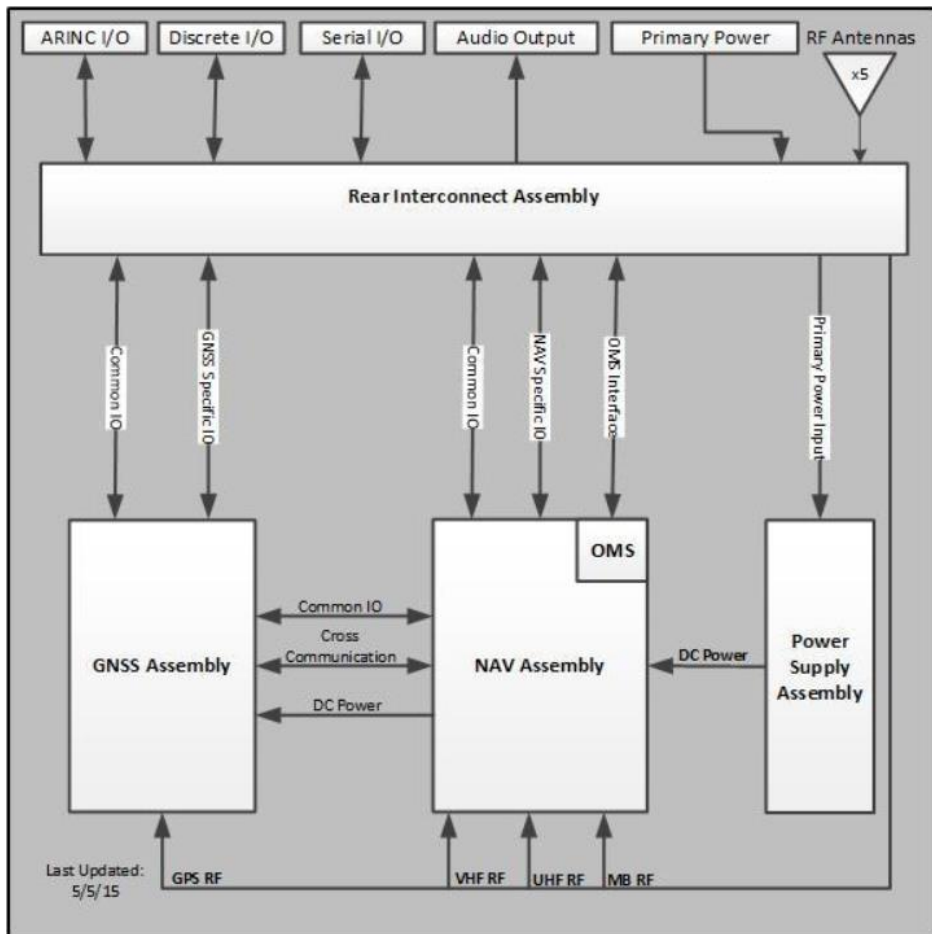 ARINC I/O
Discrete I/O
Serial I/O
Audio Output
Primary Power
RF Antennas
x5
Rear Interconnect Assembly
Common IO
GNSS Specific IO
Common IO
NAV Specific IO
OMS Interface
Primary Power Input
OMS
GNSS Assembly
Common IO
Cross
Communication
DC Power
NAV Assembly
DC Power
Power
Supply
Assembly
Last Updated:
5/5/15
GPS RF
VHF RF
UHF RF
MB RF